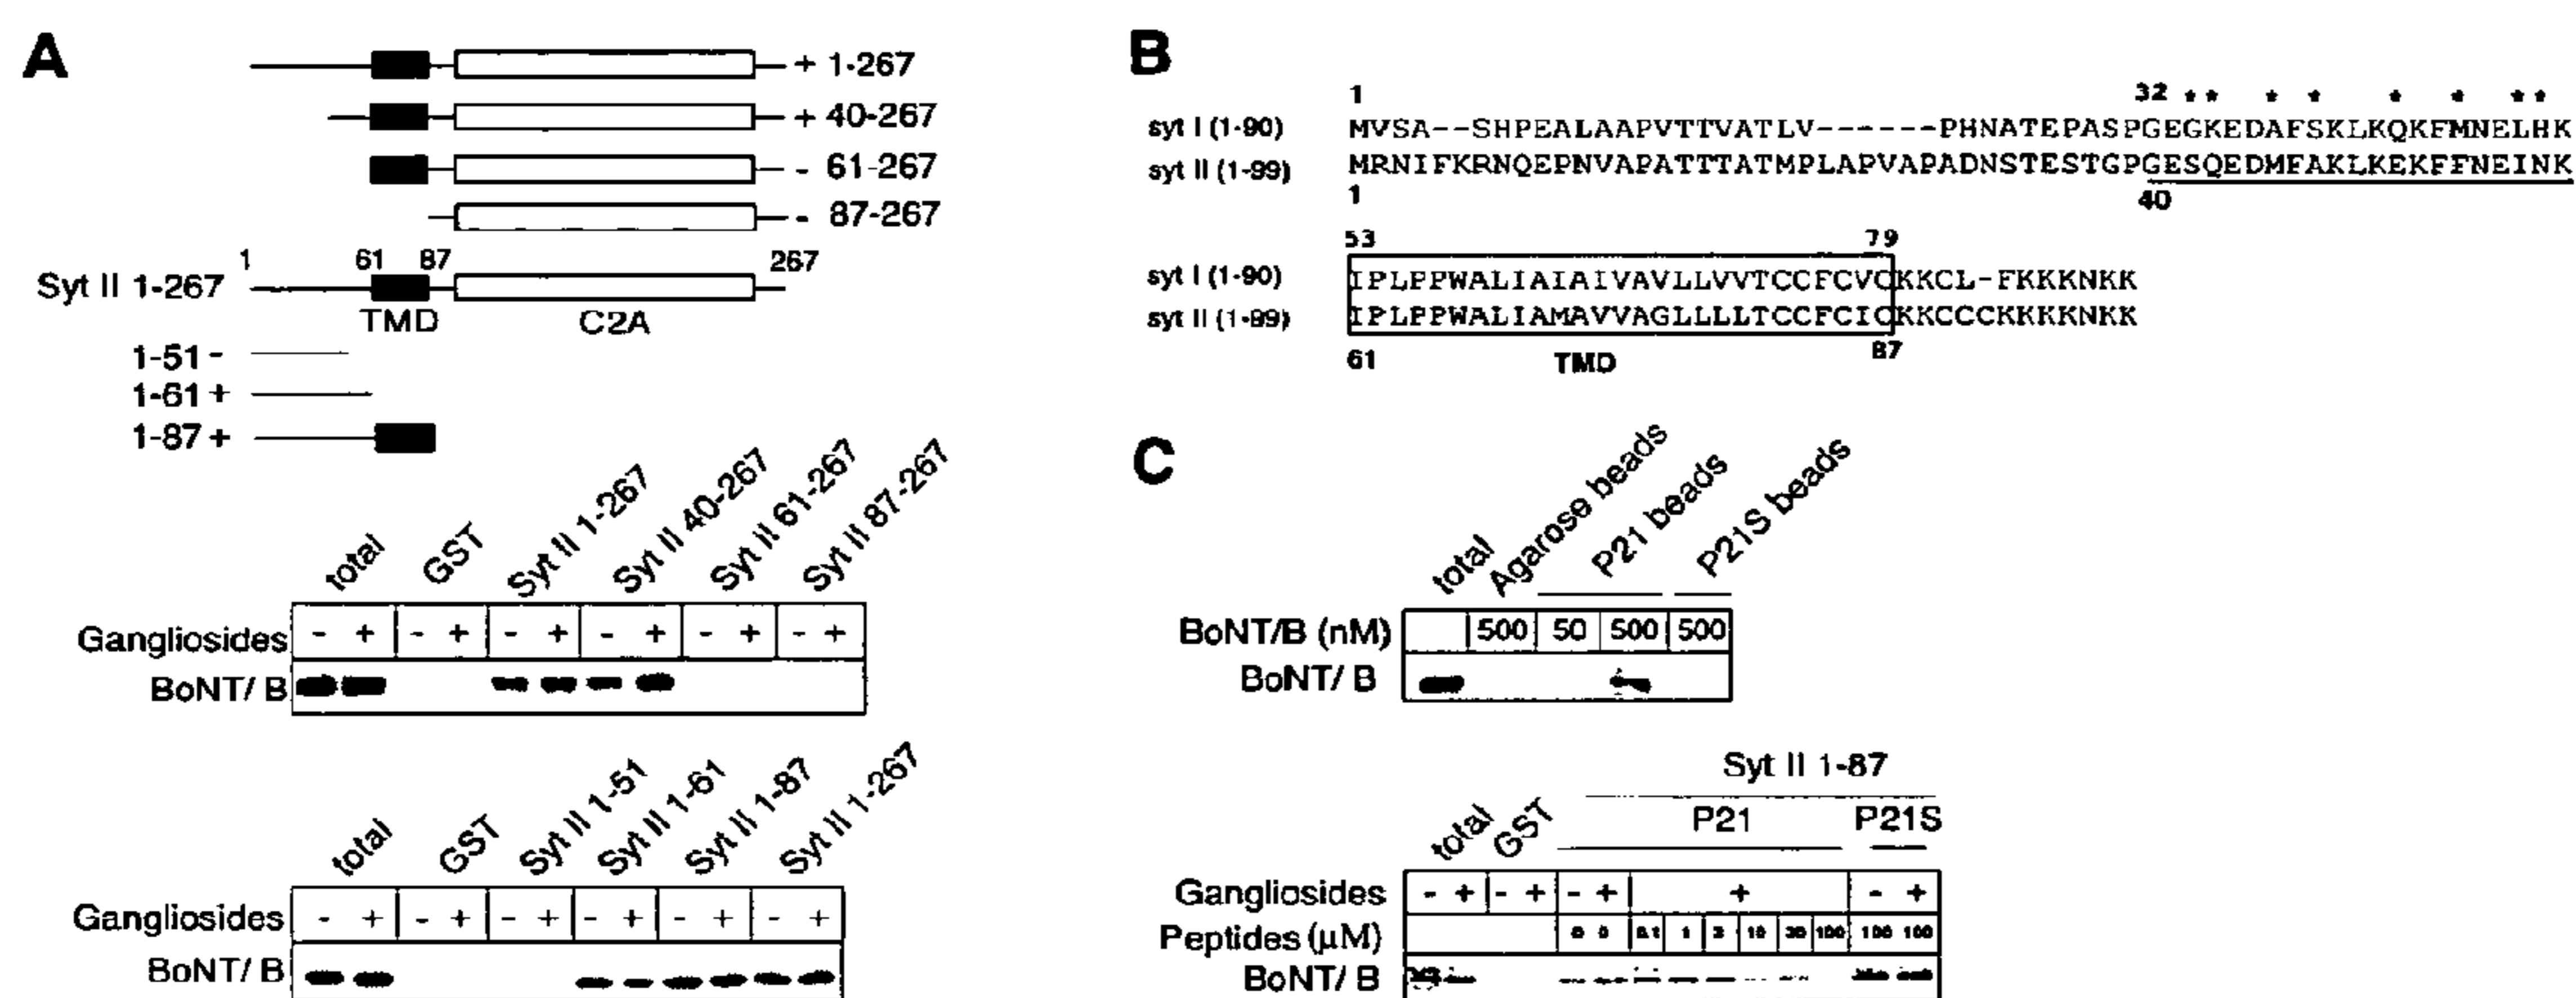 A
+ 1-267
+ 40-267
- 61-267
- 87-267
1 61 87 267
Syt II 1-267
TMD C2A
1-51 -
1-61 +
1-87 +
total GST Syt II 1-267 Syt II 40-267 Syt II 61-267 Syt II 87-267
Gangliosides - + - + - + - + - + - +
BoNT/ B
total GST Syt II 1-51 Syt II 1-61 Syt II 1-87 Syt II 1-267
Gangliosides - + - + - + - + - + - +
BoNT/ B
B
1 32 * * * * * * * *
syt I (1-90) MVSA--SHPEALAAPVTTVATLV------PHNATEPASPGEGKEDAFSKLKQKFMNELHK
syt II (1-99) MRNIFKRNQEPNVAPATTTATMPLAPVAPADNSTESTGPGESQEDMFAKLKEKFFNEINK
1 40
53 79
syt I (1-90) IPLPPWALIAIAIVAVLLVVTCCFCVCKKCL-FKKKNKK
syt II (1-99) IPLPPWALIAMAVVAGLLLLTCCFCICKKCCCKKKKNKK
61 TMD 87
C
total Agarose beads P21 beads P21S beads
BoNT/B (nM) 500 50 500 500
BoNT/ B
Syt II 1-87
total GST P21 P21S
Gangliosides - + - + - + + - +
Peptides (μM) 0 0 0.1 1 3 10 30 100 100 100
BoNT/ B